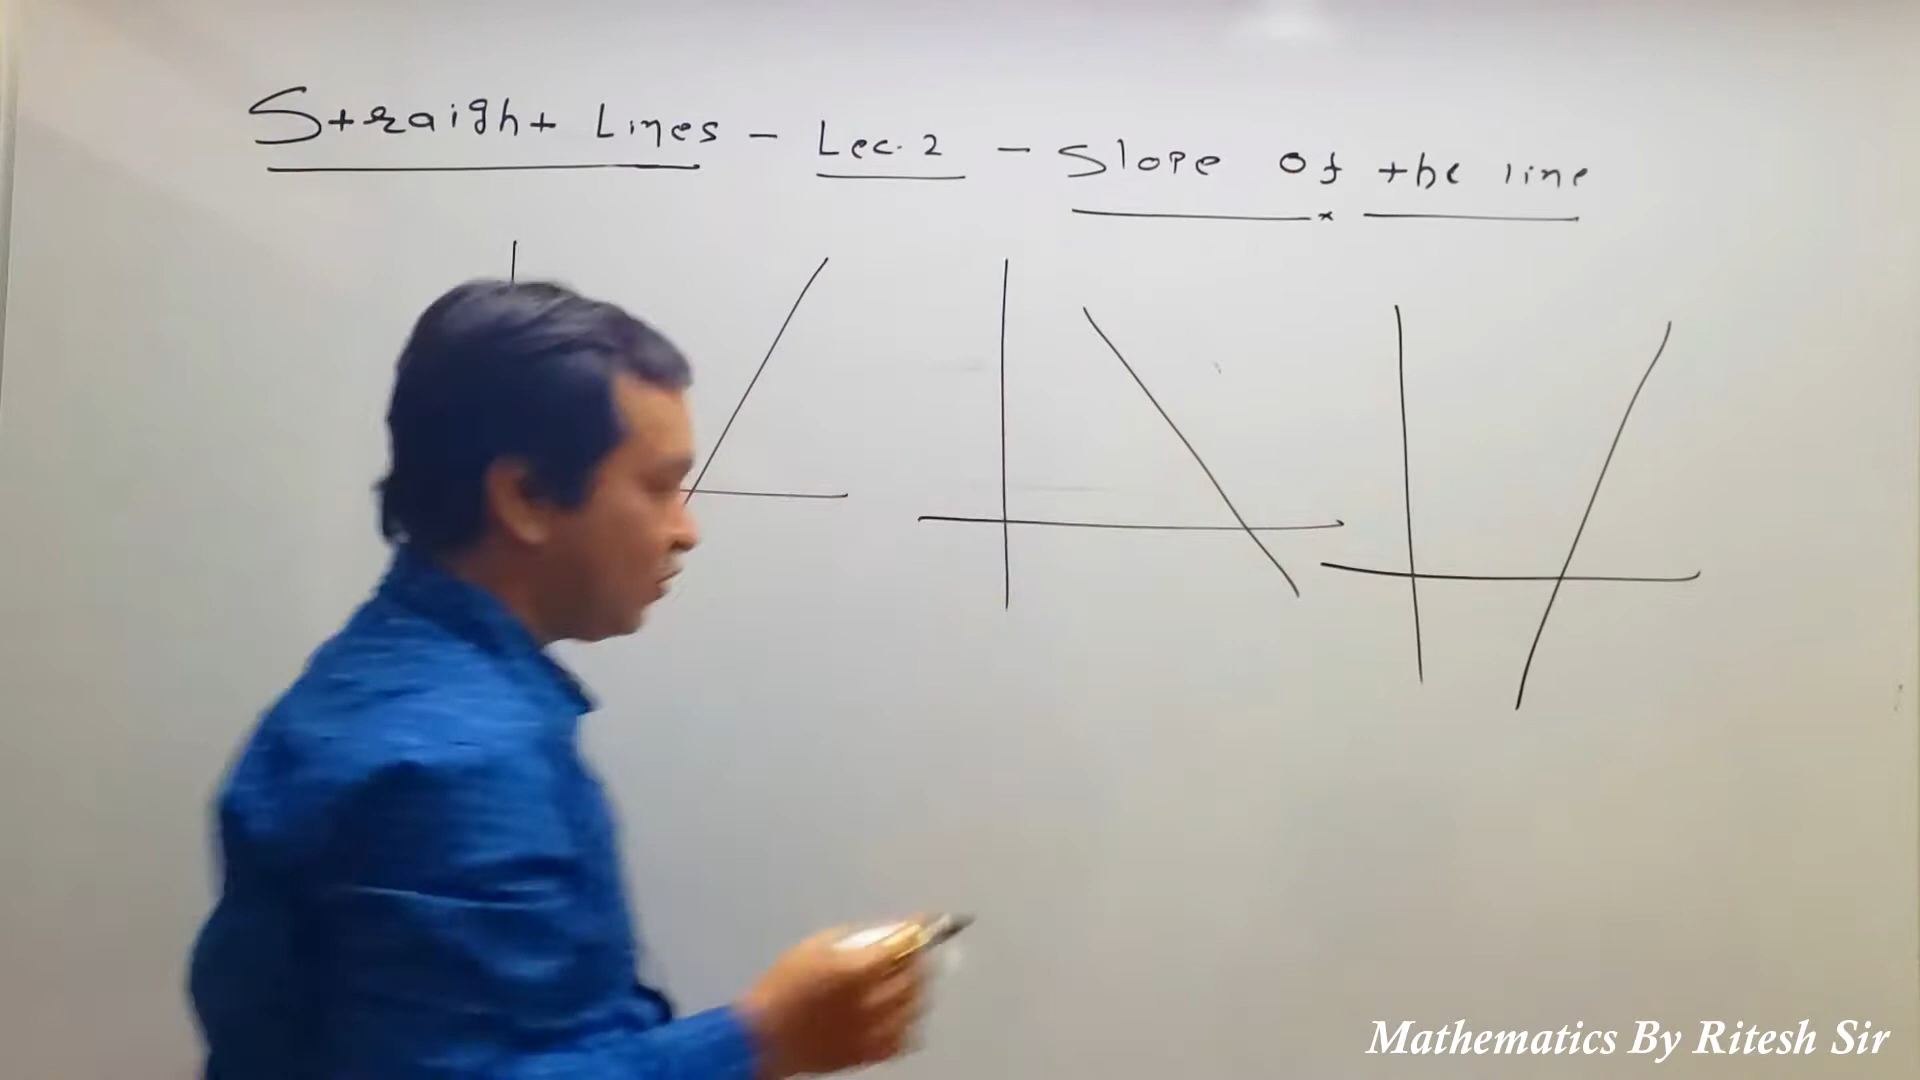 Straight Lines - Lec. 2 - Slope Of the line
Mathematics By Ritesh Sir